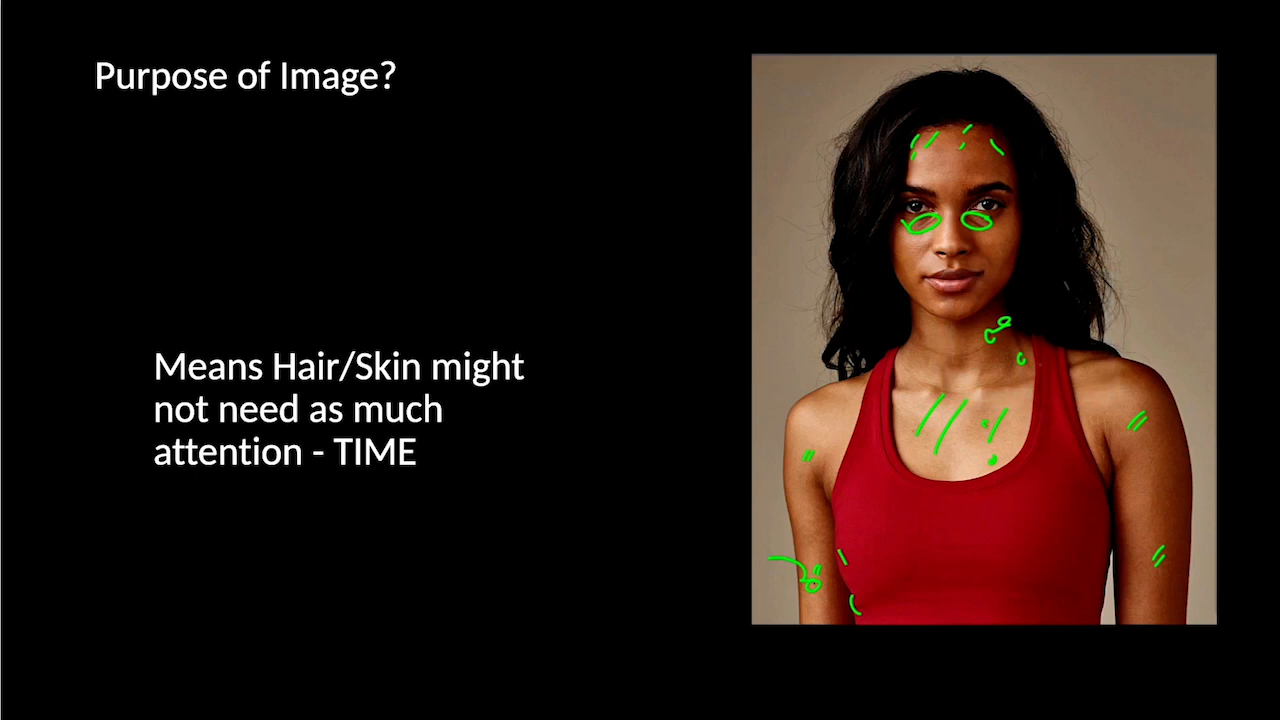 Purpose of Image?
Means Hair/Skin might
not need as much
attention - TIME